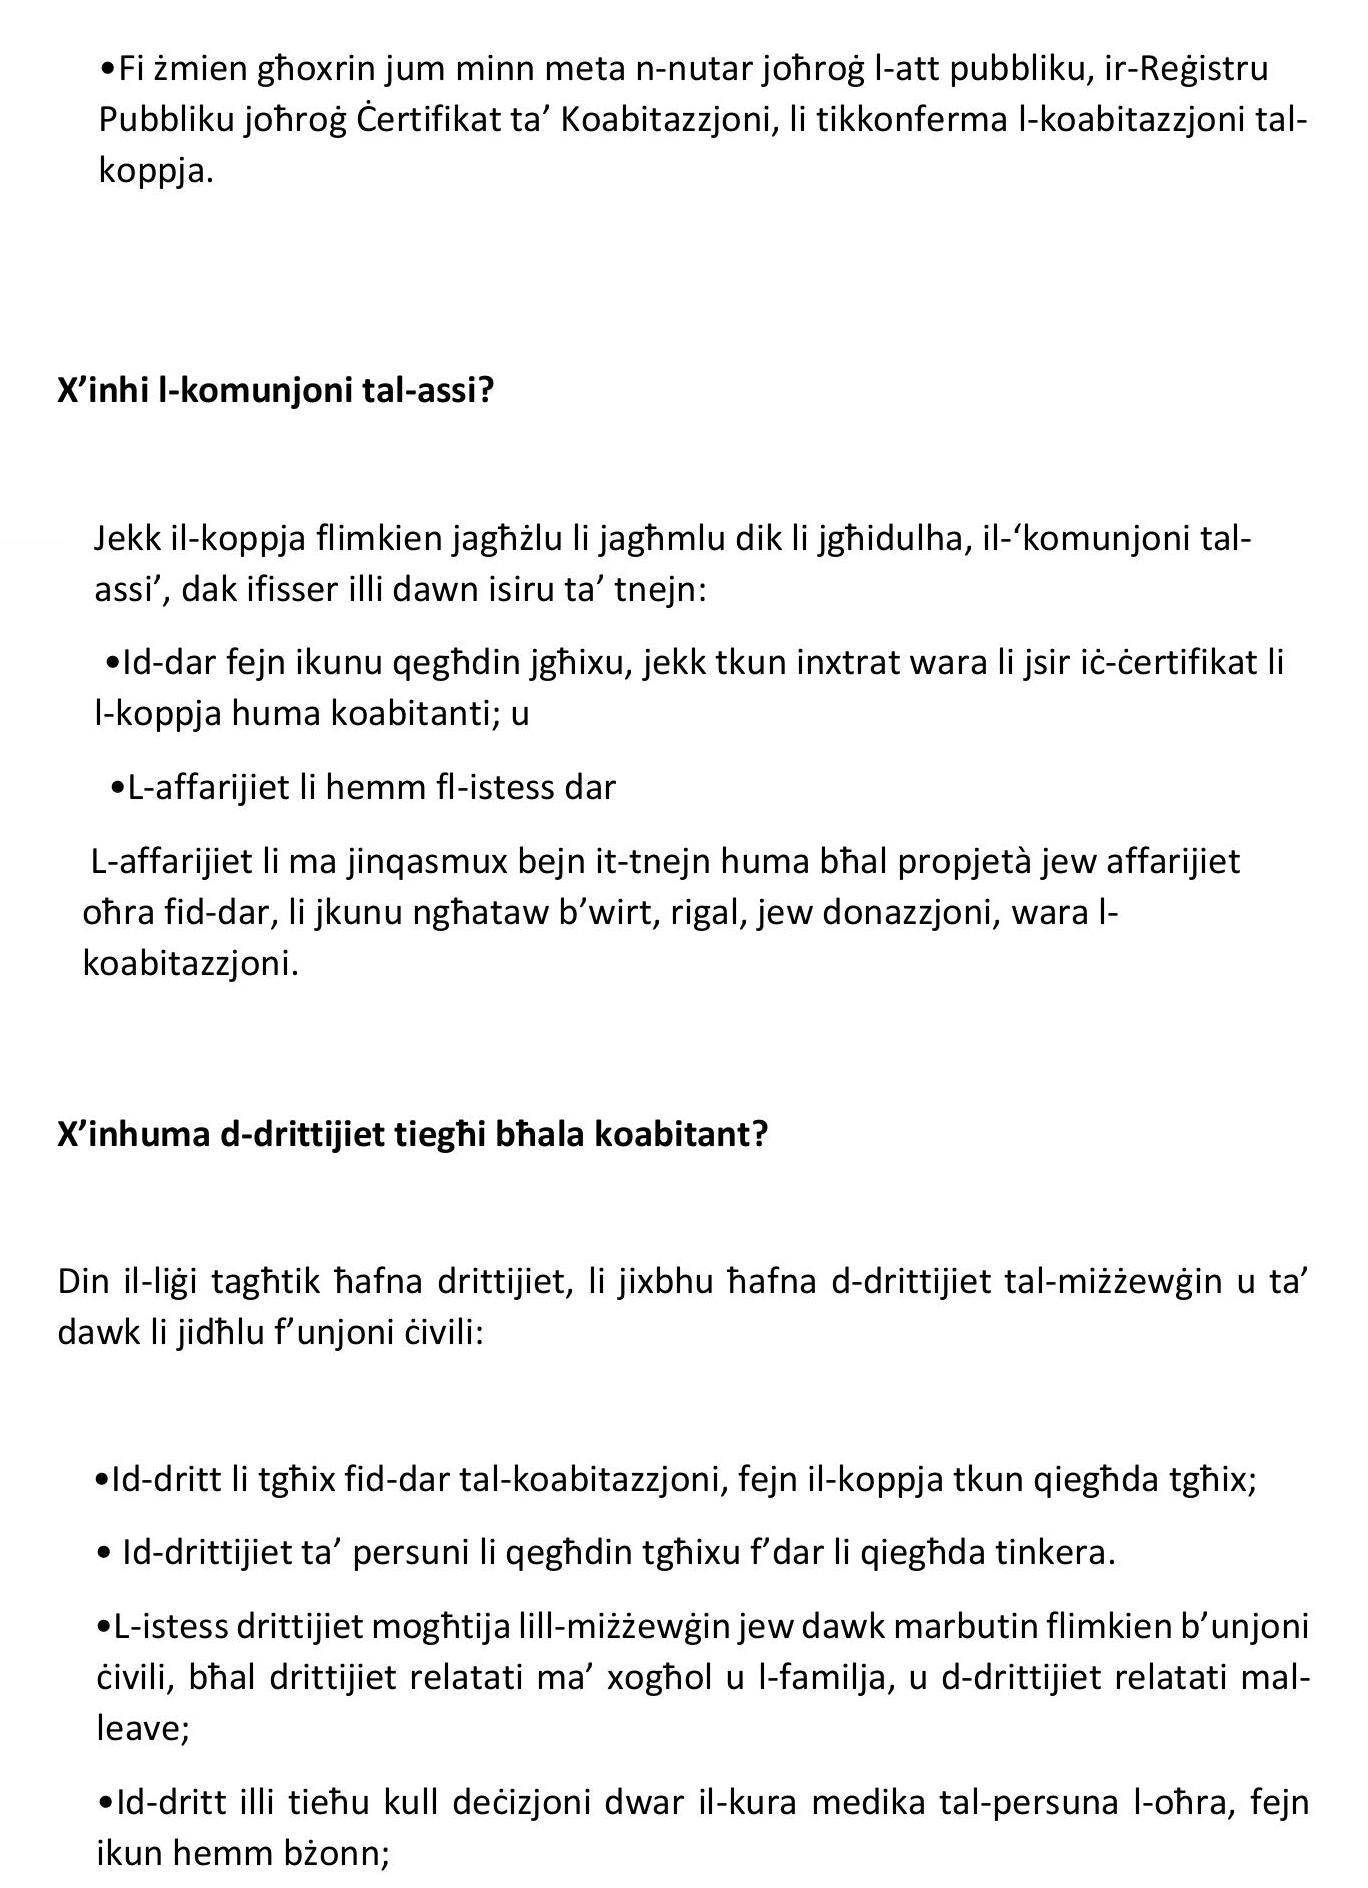 •Fi żmien għoxrin jum minn meta n-nutar joħroġ l-att pubbliku, ir-Reġistru
Pubbliku joħroġ Ċertifikat ta’ Koabitazzjoni, li tikkonferma l-koabitazzjoni tal-
koppja.
X’inhi l-komunjoni tal-assi?
Jekk il-koppja flimkien jagħżlu li jagħmlu dik li jgħidulha, il-‘komunjoni tal-
assi’, dak ifisser illi dawn isiru ta’ tnejn:
•Id-dar fejn ikunu qegħdin jgħixu, jekk tkun inxtrat wara li jsir iċ-ċertifikat li
l-koppja huma koabitanti; u
•L-affarijiet li hemm fl-istess dar
L-affarijiet li ma jinqasmux bejn it-tnejn huma bħal propjetà jew affarijiet
oħra fid-dar, li jkunu ngħataw b’wirt, rigal, jew donazzjoni, wara l-
koabitazzjoni.
X’inhuma d-drittijiet tiegħi bħala koabitant?
Din il-liġi tagħtik ħafna drittijiet, li jixbhu ħafna d-drittijiet tal-miżżewġin u ta’
dawk li jidħlu f’unjoni ċivili:
•Id-dritt li tgħix fid-dar tal-koabitazzjoni, fejn il-koppja tkun qiegħda tgħix;
• Id-drittijiet ta’ persuni li qegħdin tgħixu f’dar li qiegħda tinkera.
•L-istess drittijiet mogħtija lill-miżżewġin jew dawk marbutin flimkien b’unjoni
ċivili, bħal drittijiet relatati ma’ xogħol u l-familja, u d-drittijiet relatati mal-
leave;
•Id-dritt illi tieħu kull deċizjoni dwar il-kura medika tal-persuna l-oħra, fejn
ikun hemm bżonn;